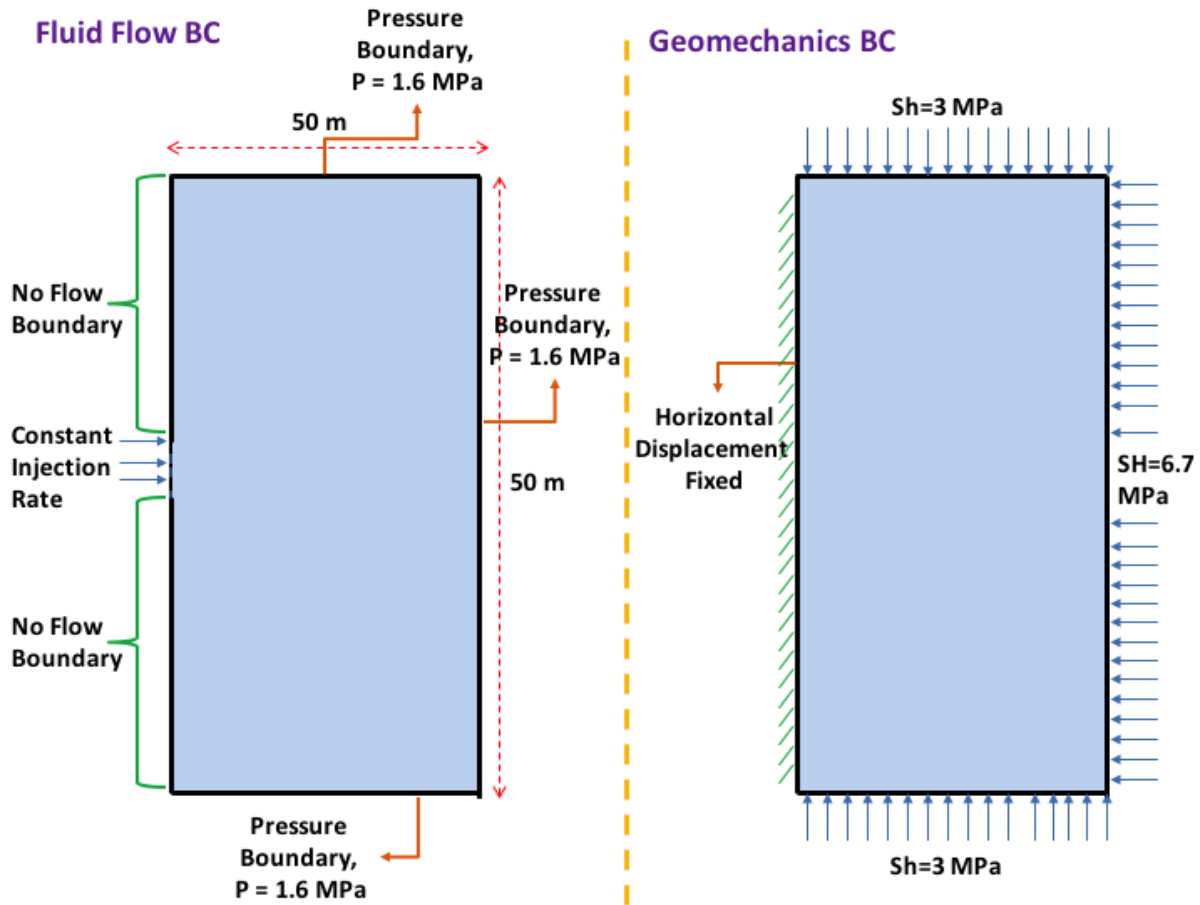 Fluid Flow BC
Pressure
Boundary,
P = 1.6 MPa
50 m
No Flow
Boundary
Pressure
Boundary,
P = 1.6 MPa
Constant
Injection
Rate
50 m
No Flow
Boundary
Pressure
Boundary,
P = 1.6 MPa
Geomechanics BC
Sh=3 MPa
Horizontal
Displacement
Fixed
SH=6.7
MPa
Sh=3 MPa